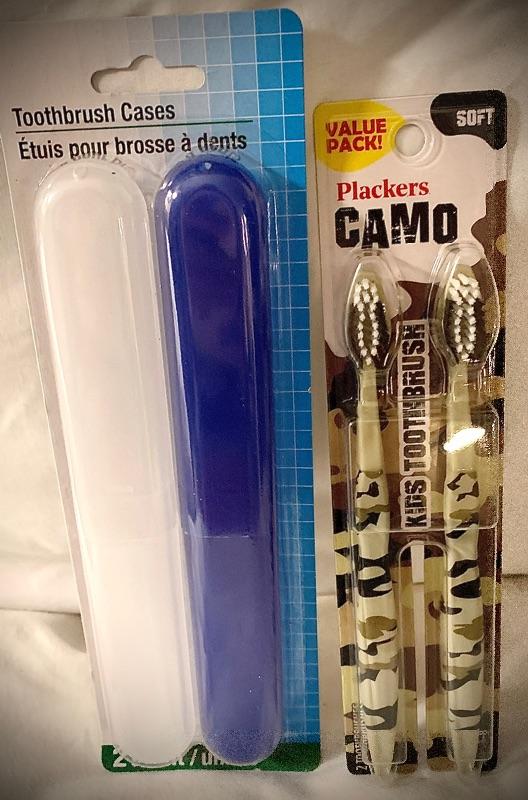 Toothbrush Cases
Étuis pour brosse à dents
VALUE
PACK!
SOFT
Plackers
CAMO
KIDS TOOTHBRUSH